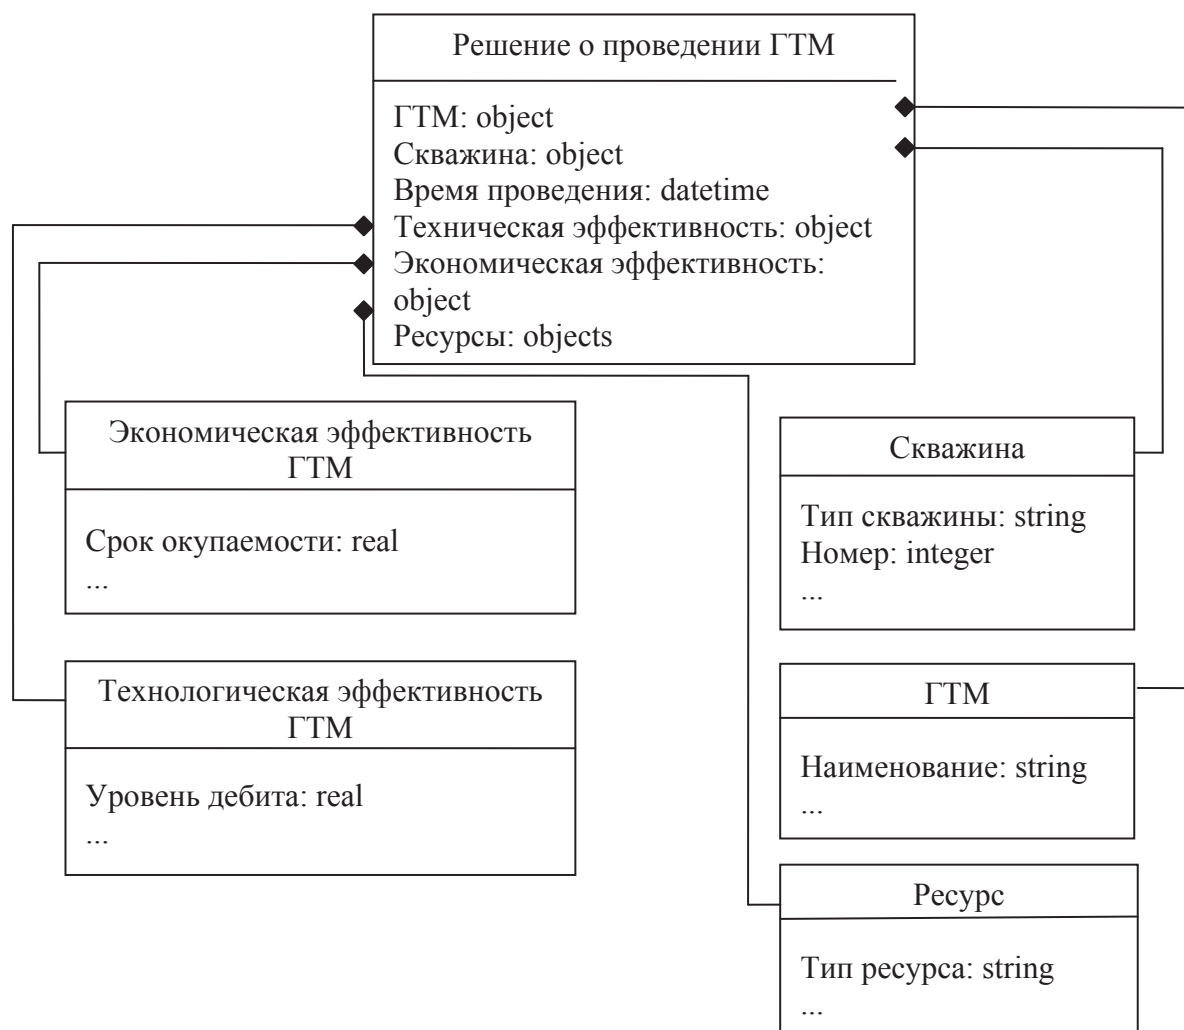 Решение о проведении ГТМ
ГТМ: object
Скважина: object
Время проведения: datetime
Техническая эффективность: object
Экономическая эффективность:
object
Ресурсы: objects
Экономическая эффективность
ГТМ
Срок окупаемости: real
...
Технологическая эффективность
ГТМ
Уровень дебита: real
...
Скважина
Тип скважины: string
Номер: integer
...
ГТМ
Наименование: string
...
Ресурс
Тип ресурса: string
...